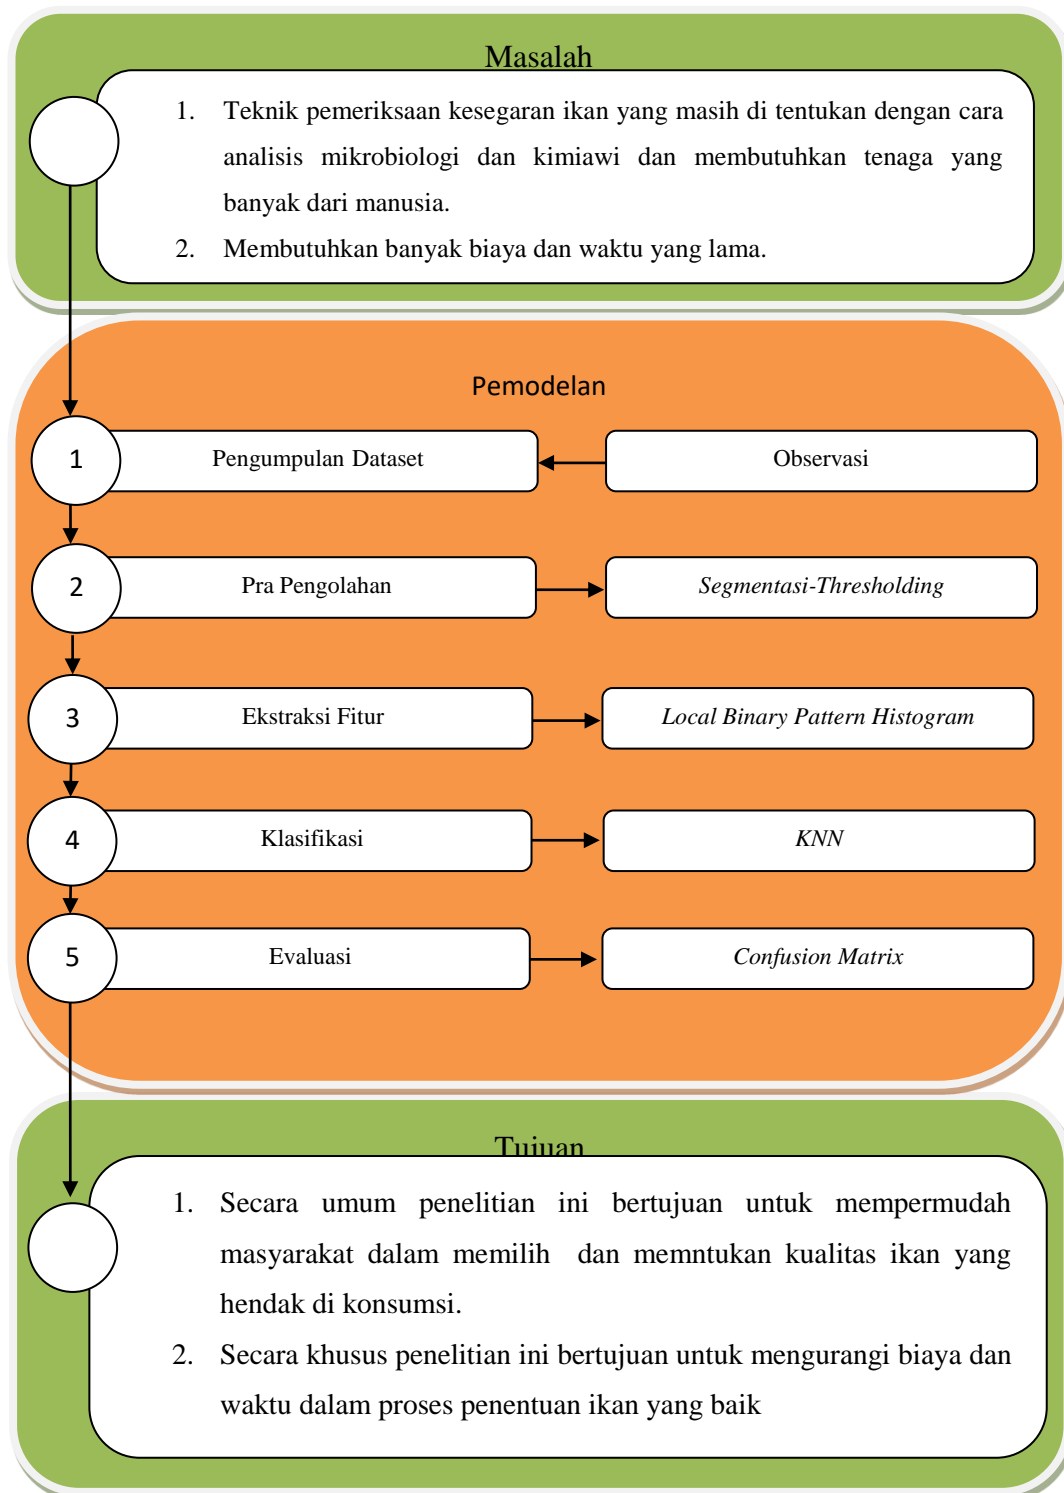 Masalah
1. Teknik pemeriksaan kesegaran ikan yang masih di tentukan dengan cara
analisis mikrobiologi dan kimiawi dan membutuhkan tenaga yang
banyak dari manusia.
2. Membutuhkan banyak biaya dan waktu yang lama.
Pemodelan
1 Pengumpulan Dataset Observasi
2 Pra Pengolahan Segmentasi-Thresholding
3 Ekstraksi Fitur Local Binary Pattern Histogram
4 Klasifikasi KNN
5 Evaluasi Confusion Matrix
Tujuan
1. Secara umum penelitian ini bertujuan untuk mempermudah
masyarakat dalam memilih dan memntukan kualitas ikan yang
hendak di konsumsi.
2. Secara khusus penelitian ini bertujuan untuk mengurangi biaya dan
waktu dalam proses penentuan ikan yang baik